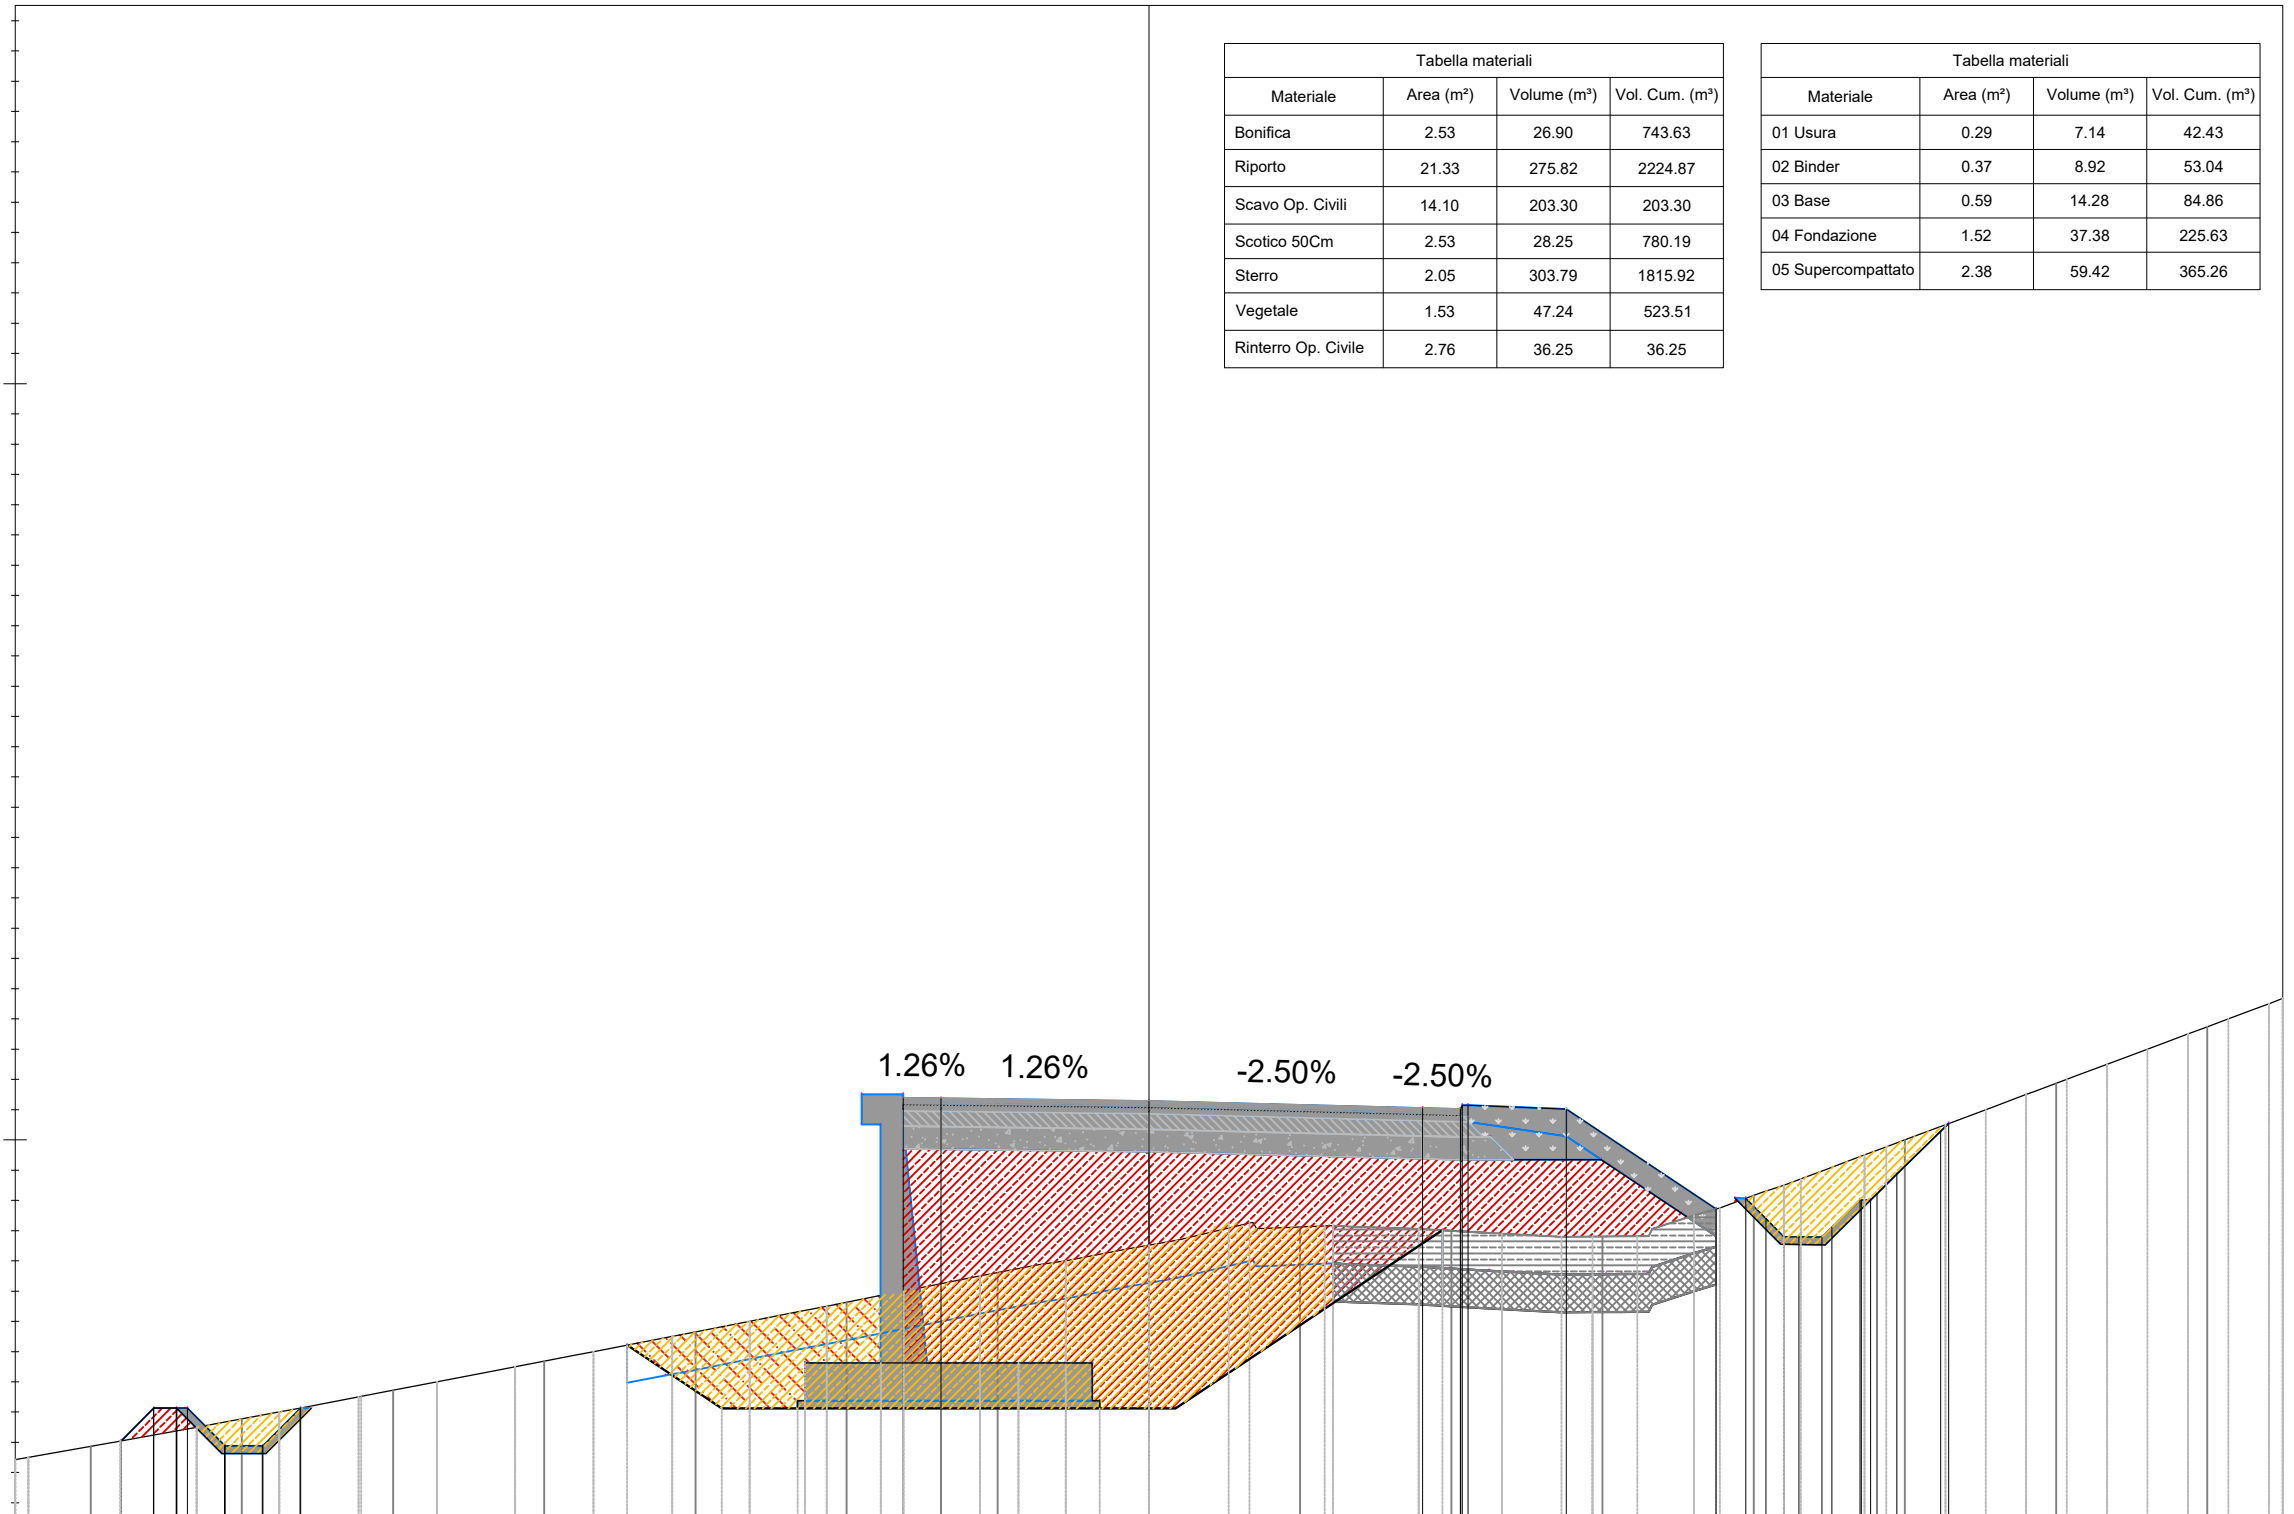 Tabella materiali
Materiale Area (m²) Volume (m³) Vol. Cum. (m³)
Bonifica 2.53 26.90 743.63
Riporto 21.33 275.82 2224.87
Scavo Op. Civili 14.10 203.30 203.30
Scotico 50Cm 2.53 28.25 780.19
Sterro 2.05 303.79 1815.92
Vegetale 1.53 47.24 523.51
Rinterro Op. Civile 2.76 36.25 36.25
Tabella materiali
Materiale Area (m²) Volume (m³) Vol. Cum. (m³)
01 Usura 0.29 7.14 42.43
02 Binder 0.37 8.92 53.04
03 Base 0.59 14.28 84.86
04 Fondazione 1.52 37.38 225.63
05 Supercompattato 2.38 59.42 365.26
1.26% 1.26% -2.50% -2.50%